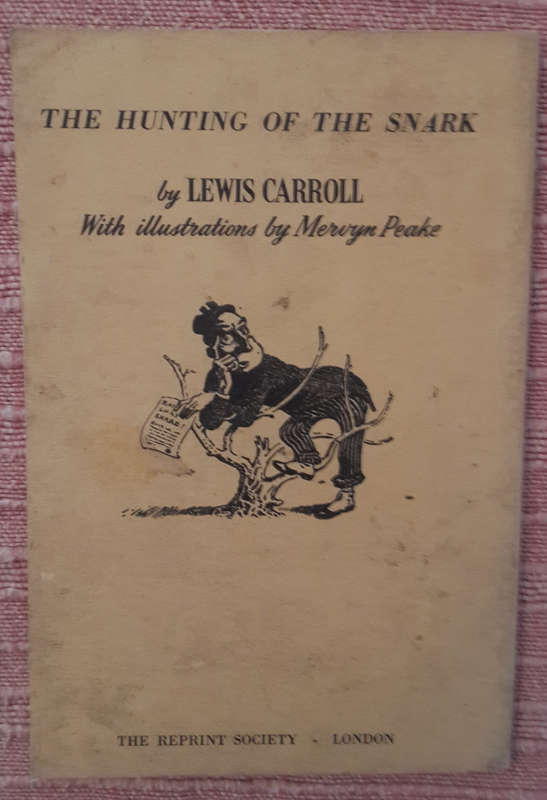 THE HUNTING OF THE SNARK
by LEWIS CARROLL
With illustrations by Mervyn Peake
THE REPRINT SOCIETY - LONDON